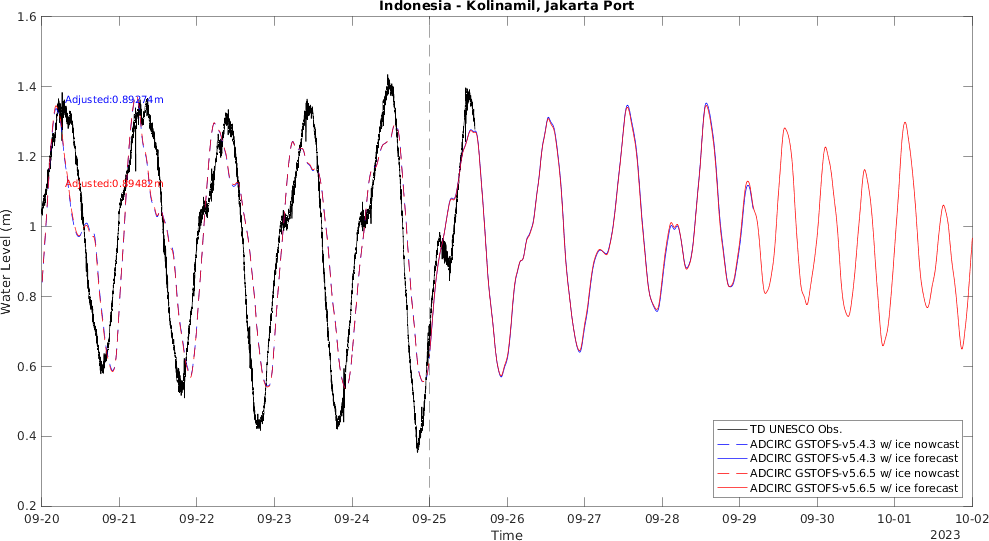 Indonesia - Kolinamil, Jakarta Port
1.6
1.4
1.2
1
0.8
0.6
0.4
0.2
Water Level (m)
Adjusted:0.89274m
Adjusted:0.89482m
TD UNESCO Obs.
ADCIRC GSTOFS-v5.4.3 w/ ice nowcast
ADCIRC GSTOFS-v5.4.3 w/ ice forecast
ADCIRC GSTOFS-v5.6.5 w/ ice nowcast
ADCIRC GSTOFS-v5.6.5 w/ ice forecast
09-20 09-21 09-22 09-23 09-24 09-25 09-26 09-27 09-28 09-29 09-30 10-01 10-02
Time
2023